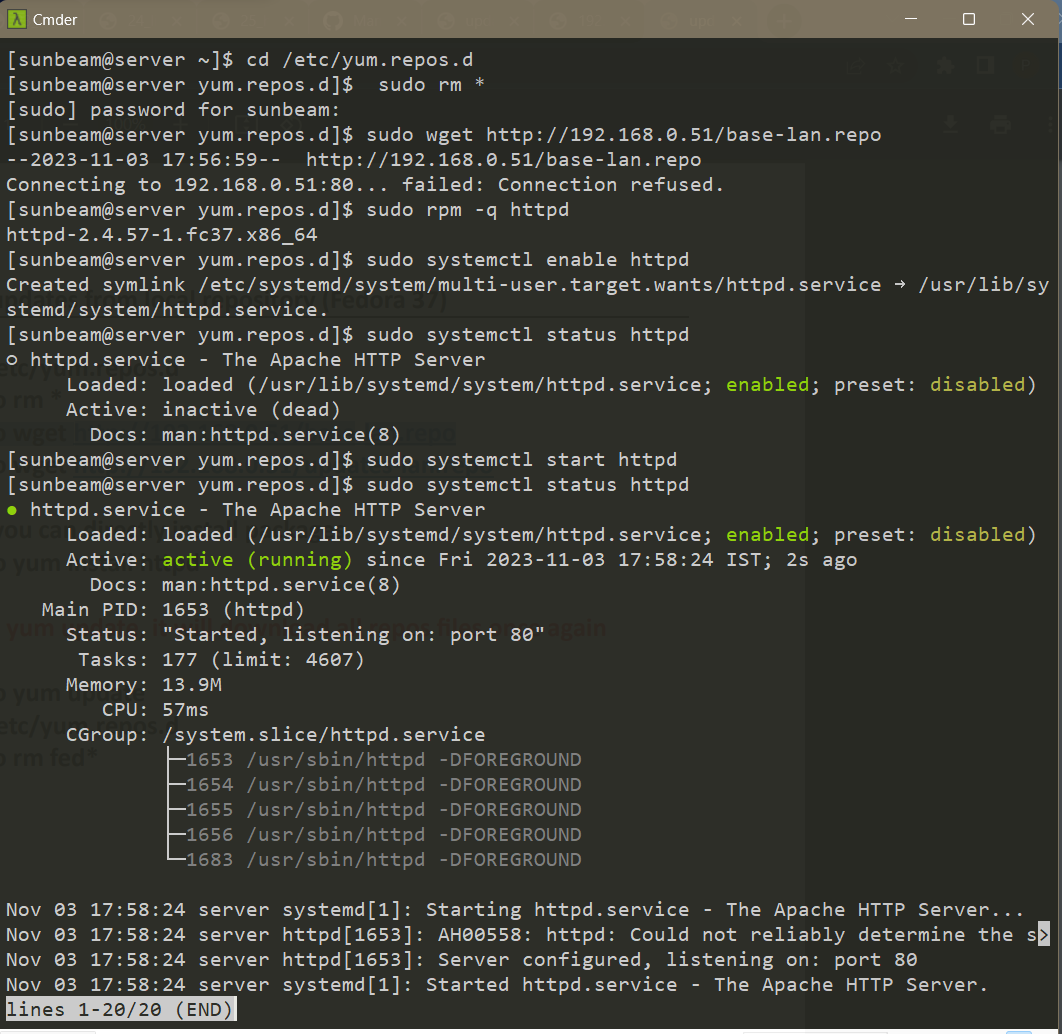 Cmder
[sunbeam@server ~]$ cd /etc/yum.repos.d
[sunbeam@server yum.repos.d]$  sudo rm *
[sudo] password for sunbeam:
[sunbeam@server yum.repos.d]$ sudo wget http://192.168.0.51/base-lan.repo
--2023-11-03 17:56:59--  http://192.168.0.51/base-lan.repo
Connecting to 192.168.0.51:80... failed: Connection refused.
[sunbeam@server yum.repos.d]$ sudo rpm -q httpd
httpd-2.4.57-1.fc37.x86_64
[sunbeam@server yum.repos.d]$ sudo systemctl enable httpd
Created symlink /etc/systemd/system/multi-user.target.wants/httpd.service → /usr/lib/sy
stemd/system/httpd.service.
[sunbeam@server yum.repos.d]$ sudo systemctl status httpd
○ httpd.service - The Apache HTTP Server
     Loaded: loaded (/usr/lib/systemd/system/httpd.service; enabled; preset: disabled)
     Active: inactive (dead)
       Docs: man:httpd.service(8)
[sunbeam@server yum.repos.d]$ sudo systemctl start httpd
[sunbeam@server yum.repos.d]$ sudo systemctl status httpd
● httpd.service - The Apache HTTP Server
     Loaded: loaded (/usr/lib/systemd/system/httpd.service; enabled; preset: disabled)
     Active: active (running) since Fri 2023-11-03 17:58:24 IST; 2s ago
       Docs: man:httpd.service(8)
   Main PID: 1653 (httpd)
     Status: "Started, listening on: port 80"
      Tasks: 177 (limit: 4607)
     Memory: 13.9M
        CPU: 57ms
     CGroup: /system.slice/httpd.service
             ├─1653 /usr/sbin/httpd -DFOREGROUND
             ├─1654 /usr/sbin/httpd -DFOREGROUND
             ├─1655 /usr/sbin/httpd -DFOREGROUND
             ├─1656 /usr/sbin/httpd -DFOREGROUND
             └─1683 /usr/sbin/httpd -DFOREGROUND
Nov 03 17:58:24 server systemd[1]: Starting httpd.service - The Apache HTTP Server...
Nov 03 17:58:24 server httpd[1653]: AH00558: httpd: Could not reliably determine the s>
Nov 03 17:58:24 server httpd[1653]: Server configured, listening on: port 80
Nov 03 17:58:24 server systemd[1]: Started httpd.service - The Apache HTTP Server.
lines 1-20/20 (END)